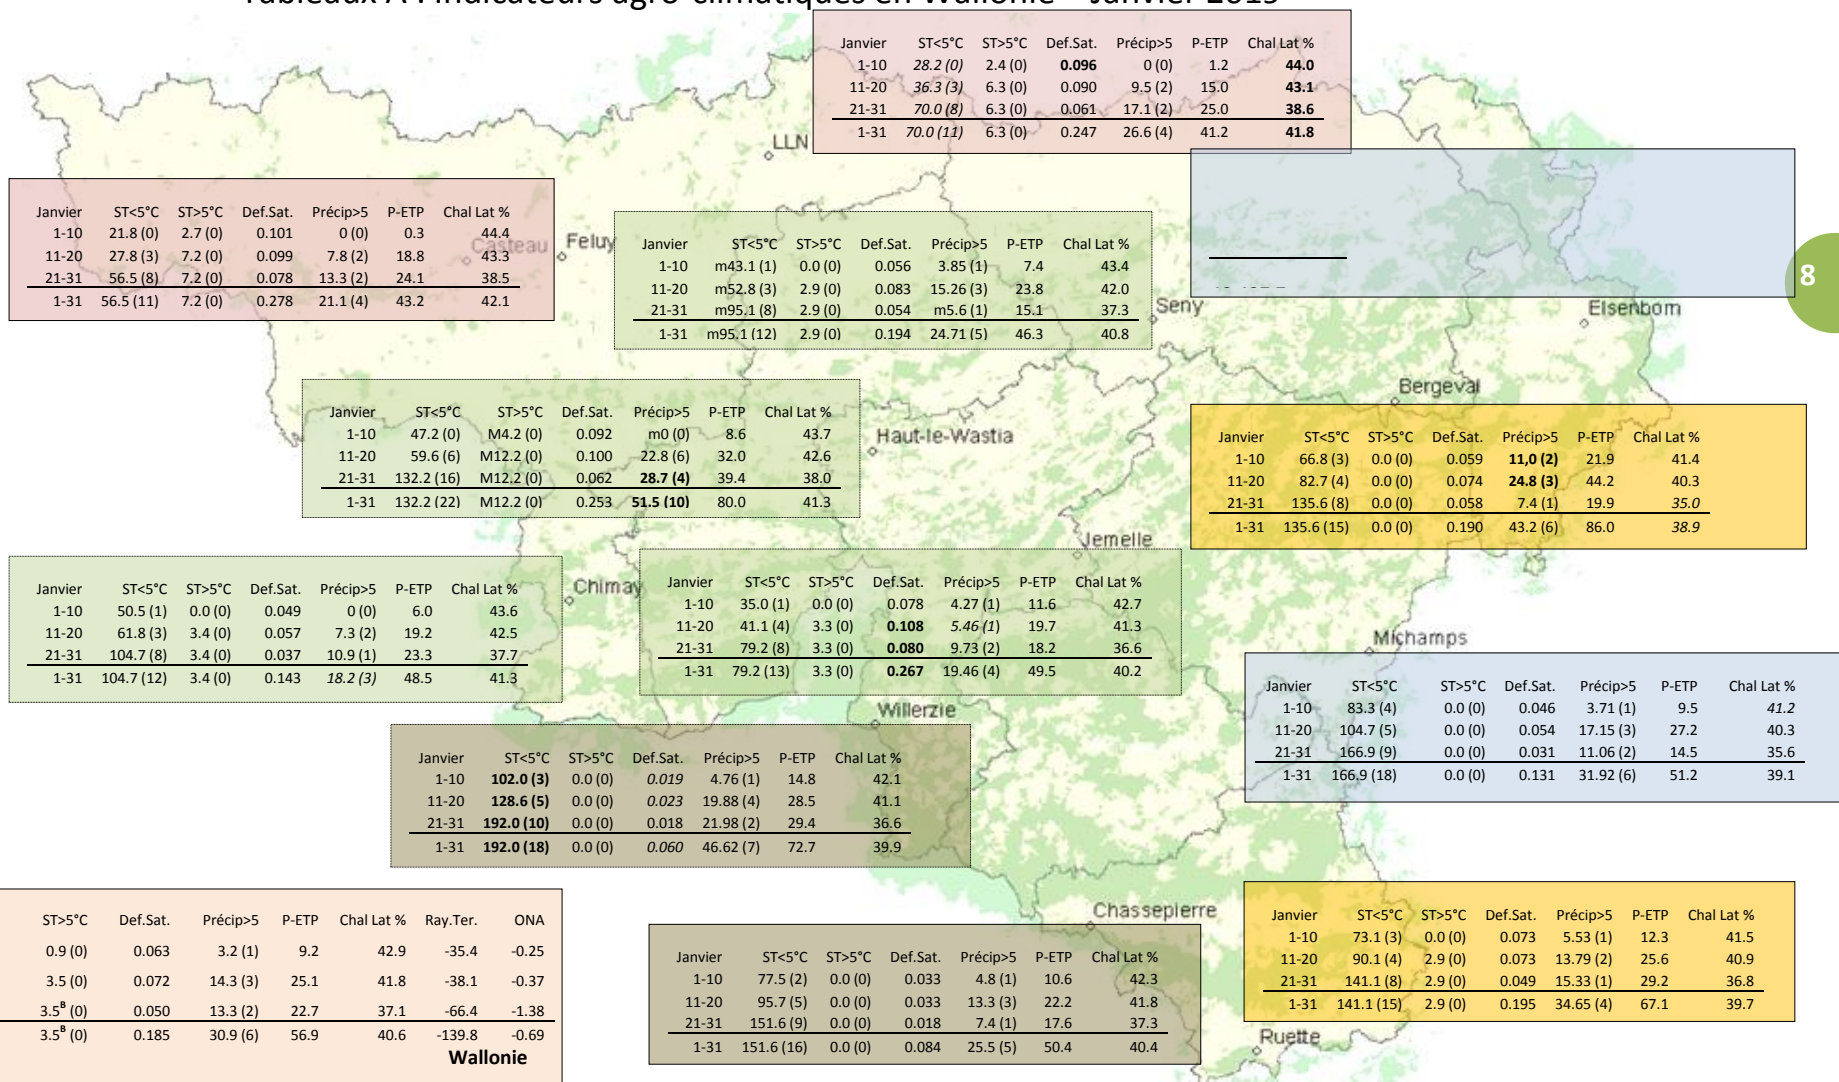 Tableaux A : Indicateurs agro-climatiques en Wallonie – Janvier 2019
Janvier ST<5°C ST>5°C Def.Sat. Précip>5 P-ETP Chal Lat %
1-10 28.2 (0) 2.4 (0) 0.096 0 (0) 1.2 44.0
11-20 36.3 (3) 6.3 (0) 0.090 9.5 (2) 15.0 43.1
21-31 70.0 (8) 6.3 (0) 0.061 17.1 (2) 25.0 38.6
1-31 70.0 (11) 6.3 (0) 0.247 26.6 (4) 41.2 41.8
LLN
Janvier ST<5°C ST>5°C Def.Sat. Précip>5 P-ETP Chal Lat %
1-10 21.8 (0) 2.7 (0) 0.101 0 (0) 0.3 44.4
11-20 27.8 (3) 7.2 (0) 0.099 7.8 (2) 18.8 43.3
21-31 56.5 (8) 7.2 (0) 0.078 13.3 (2) 24.1 38.5
1-31 56.5 (11) 7.2 (0) 0.278 21.1 (4) 43.2 42.1
Casteau
Feluy
Janvier ST<5°C ST>5°C Def.Sat. Précip>5 P-ETP Chal Lat %
1-10 m43.1 (1) 0.0 (0) 0.056 3.85 (1) 7.4 43.4
11-20 m52.8 (3) 2.9 (0) 0.083 15.26 (3) 23.8 42.0
21-31 m95.1 (8) 2.9 (0) 0.054 m5.6 (1) 15.1 37.3
1-31 m95.1 (12) 2.9 (0) 0.194 24.71 (5) 46.3 40.8
8
Seny
Elsenborn
Janvier ST<5°C ST>5°C Def.Sat. Précip>5 P-ETP Chal Lat %
1-10 47.2 (0) M4.2 (0) 0.092 m0 (0) 8.6 43.7
11-20 59.6 (6) M12.2 (0) 0.100 22.8 (6) 32.0 42.6
21-31 132.2 (16) M12.2 (0) 0.062 28.7 (4) 39.4 38.0
1-31 132.2 (22) M12.2 (0) 0.253 51.5 (10) 80.0 41.3
Haut-le-Wastia
Bergeval
Janvier ST<5°C ST>5°C Def.Sat. Précip>5 P-ETP Chal Lat %
1-10 66.8 (3) 0.0 (0) 0.059 11,0 (2) 21.9 41.4
11-20 82.7 (4) 0.0 (0) 0.074 24.8 (3) 44.2 40.3
21-31 135.6 (8) 0.0 (0) 0.058 7.4 (1) 19.9 35.0
1-31 135.6 (15) 0.0 (0) 0.190 43.2 (6) 86.0 38.9
Jemelle
Janvier ST<5°C ST>5°C Def.Sat. Précip>5 P-ETP Chal Lat %
1-10 50.5 (1) 0.0 (0) 0.049 0 (0) 6.0 43.6
11-20 61.8 (3) 3.4 (0) 0.057 7.3 (2) 19.2 42.5
21-31 104.7 (8) 3.4 (0) 0.037 10.9 (1) 23.3 37.7
1-31 104.7 (12) 3.4 (0) 0.143 18.2 (3) 48.5 41.3
Chimay
Janvier ST<5°C ST>5°C Def.Sat. Précip>5 P-ETP Chal Lat %
1-10 35.0 (1) 0.0 (0) 0.078 4.27 (1) 11.6 42.7
11-20 41.1 (4) 3.3 (0) 0.108 5.46 (1) 19.7 41.3
21-31 79.2 (8) 3.3 (0) 0.080 9.73 (2) 18.2 36.6
1-31 79.2 (13) 3.3 (0) 0.267 19.46 (4) 49.5 40.2
Michamps
Janvier ST<5°C ST>5°C Def.Sat. Précip>5 P-ETP Chal Lat %
1-10 83.3 (4) 0.0 (0) 0.046 3.71 (1) 9.5 41.2
11-20 104.7 (5) 0.0 (0) 0.054 17.15 (3) 27.2 40.3
21-31 166.9 (9) 0.0 (0) 0.031 11.06 (2) 14.5 35.6
1-31 166.9 (18) 0.0 (0) 0.131 31.92 (6) 51.2 39.1
Willerzie
Janvier ST<5°C ST>5°C Def.Sat. Précip>5 P-ETP Chal Lat %
1-10 102.0 (3) 0.0 (0) 0.019 4.76 (1) 14.8 42.1
11-20 128.6 (5) 0.0 (0) 0.023 19.88 (4) 28.5 41.1
21-31 192.0 (10) 0.0 (0) 0.018 21.98 (2) 29.4 36.6
1-31 192.0 (18) 0.0 (0) 0.060 46.62 (7) 72.7 39.9
ST>5°C Def.Sat. Précip>5 P-ETP Chal Lat % Ray.Ter. ONA
0.9 (0) 0.063 3.2 (1) 9.2 42.9 -35.4 -0.25
3.5 (0) 0.072 14.3 (3) 25.1 41.8 -38.1 -0.37
3.5ᴮ (0) 0.050 13.3 (2) 22.7 37.1 -66.4 -1.38
3.5ᴮ (0) 0.185 30.9 (6) 56.9 40.6 -139.8 -0.69
Wallonie
Chassepierre
Janvier ST<5°C ST>5°C Def.Sat. Précip>5 P-ETP Chal Lat %
1-10 77.5 (2) 0.0 (0) 0.033 4.8 (1) 10.6 42.3
11-20 95.7 (5) 0.0 (0) 0.033 13.3 (3) 22.2 41.8
21-31 151.6 (9) 0.0 (0) 0.018 7.4 (1) 17.6 37.3
1-31 151.6 (16) 0.0 (0) 0.084 25.5 (5) 50.4 40.4
Janvier ST<5°C ST>5°C Def.Sat. Précip>5 P-ETP Chal Lat %
1-10 73.1 (3) 0.0 (0) 0.073 5.53 (1) 12.3 41.5
11-20 90.1 (4) 2.9 (0) 0.073 13.79 (2) 25.6 40.9
21-31 141.1 (8) 2.9 (0) 0.049 15.33 (1) 29.2 36.8
1-31 141.1 (15) 2.9 (0) 0.195 34.65 (4) 67.1 39.7
Ruette